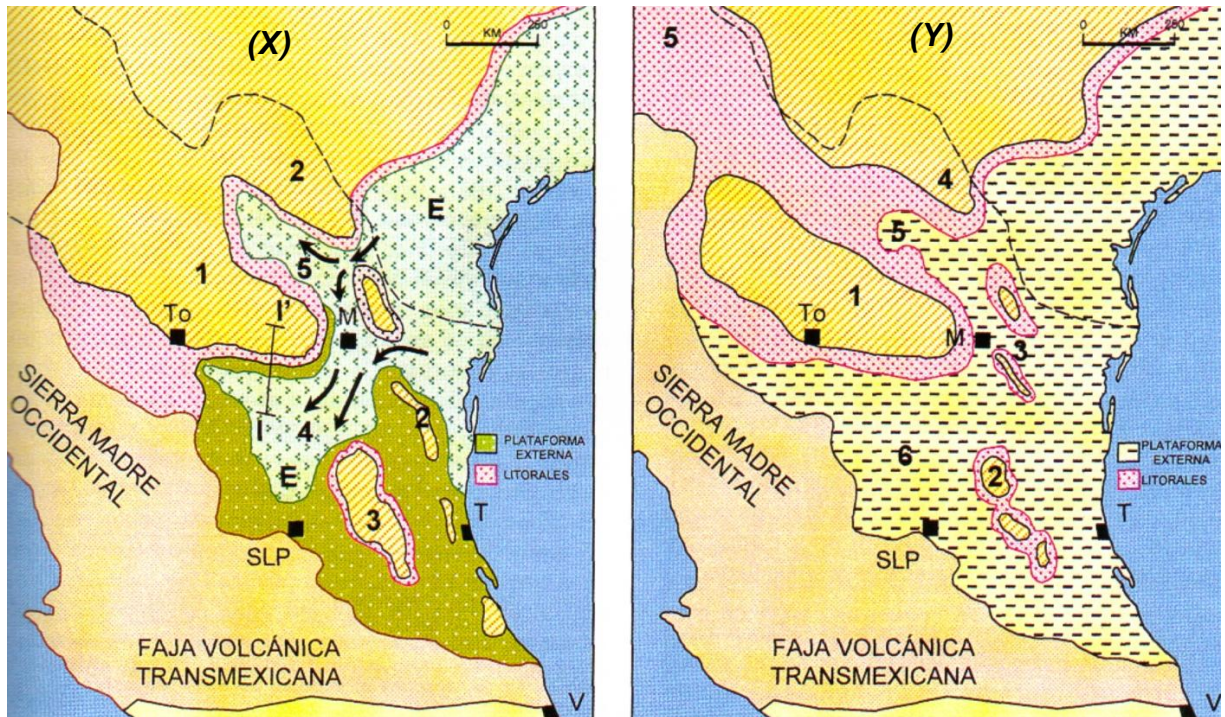 (X)
0 250
KM
2
E
5
1
I'
To
M
2
I
4
E
3
PLATAFORMA
EXTERNA
LITORALES
T
SLP
SIERRA MADRE
OCCIDENTAL
FAJA VOLCÁNICA
TRANSMEXICANA
V
(Y)
5
0 250
KM
4
5
1
To
M
3
6
2
PLATAFORMA
EXTERNA
LITORALES
T
SLP
SIERRA MADRE
OCCIDENTAL
FAJA VOLCÁNICA
TRANSMEXICANA
V